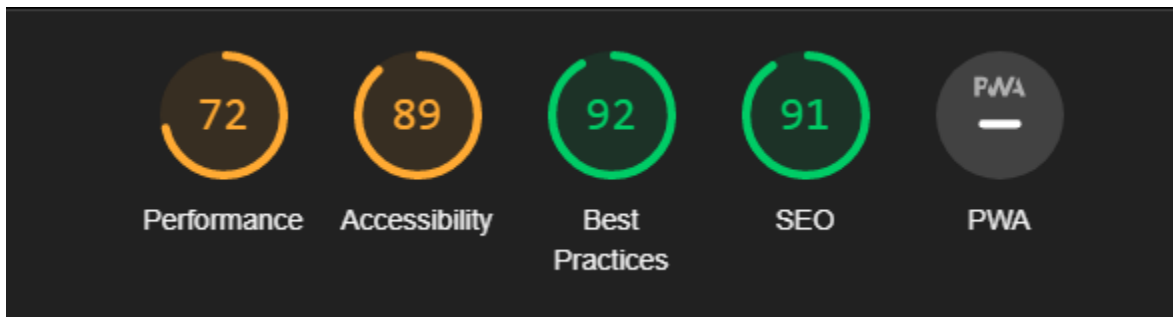 72 89 92 91 PWA
Performance Accessibility Best SEO PWA
Practices